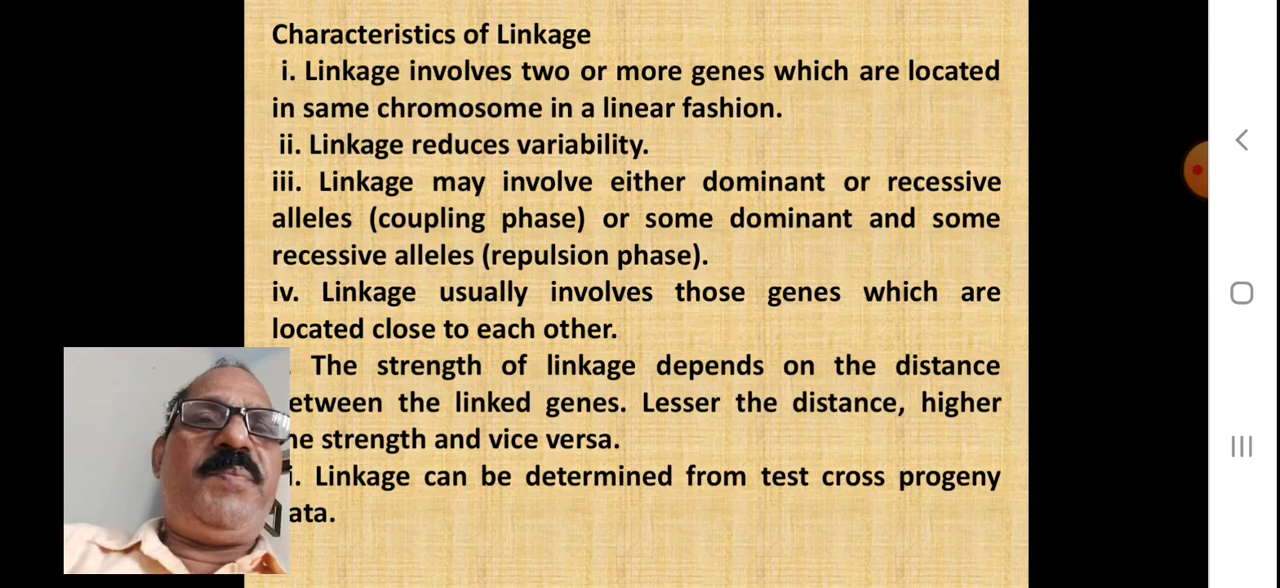 Characteristics of Linkage
i. Linkage involves two or more genes which are located
in same chromosome in a linear fashion.
ii. Linkage reduces variability.
iii. Linkage may involve either dominant or recessive
alleles (coupling phase) or some dominant and some
recessive alleles (repulsion phase).
iv. Linkage usually involves those genes which are
located close to each other.
. The strength of linkage depends on the distance
etween the linked genes. Lesser the distance, higher
he strength and vice versa.
i. Linkage can be determined from test cross progeny
ata.